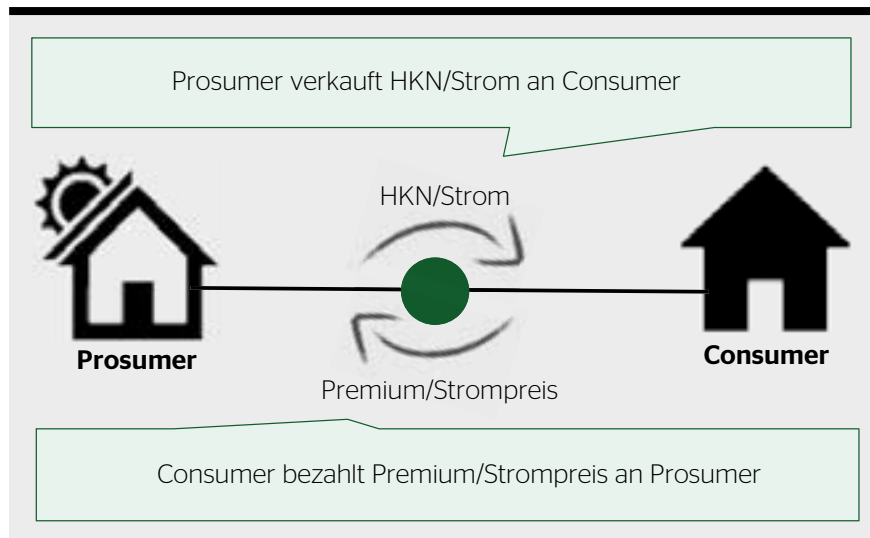 Prosumer verkauft HKN/Strom an Consumer
HKN/Strom
Prosumer
Consumer
Premium/Strompreis
Consumer bezahlt Premium/Strompreis an Prosumer